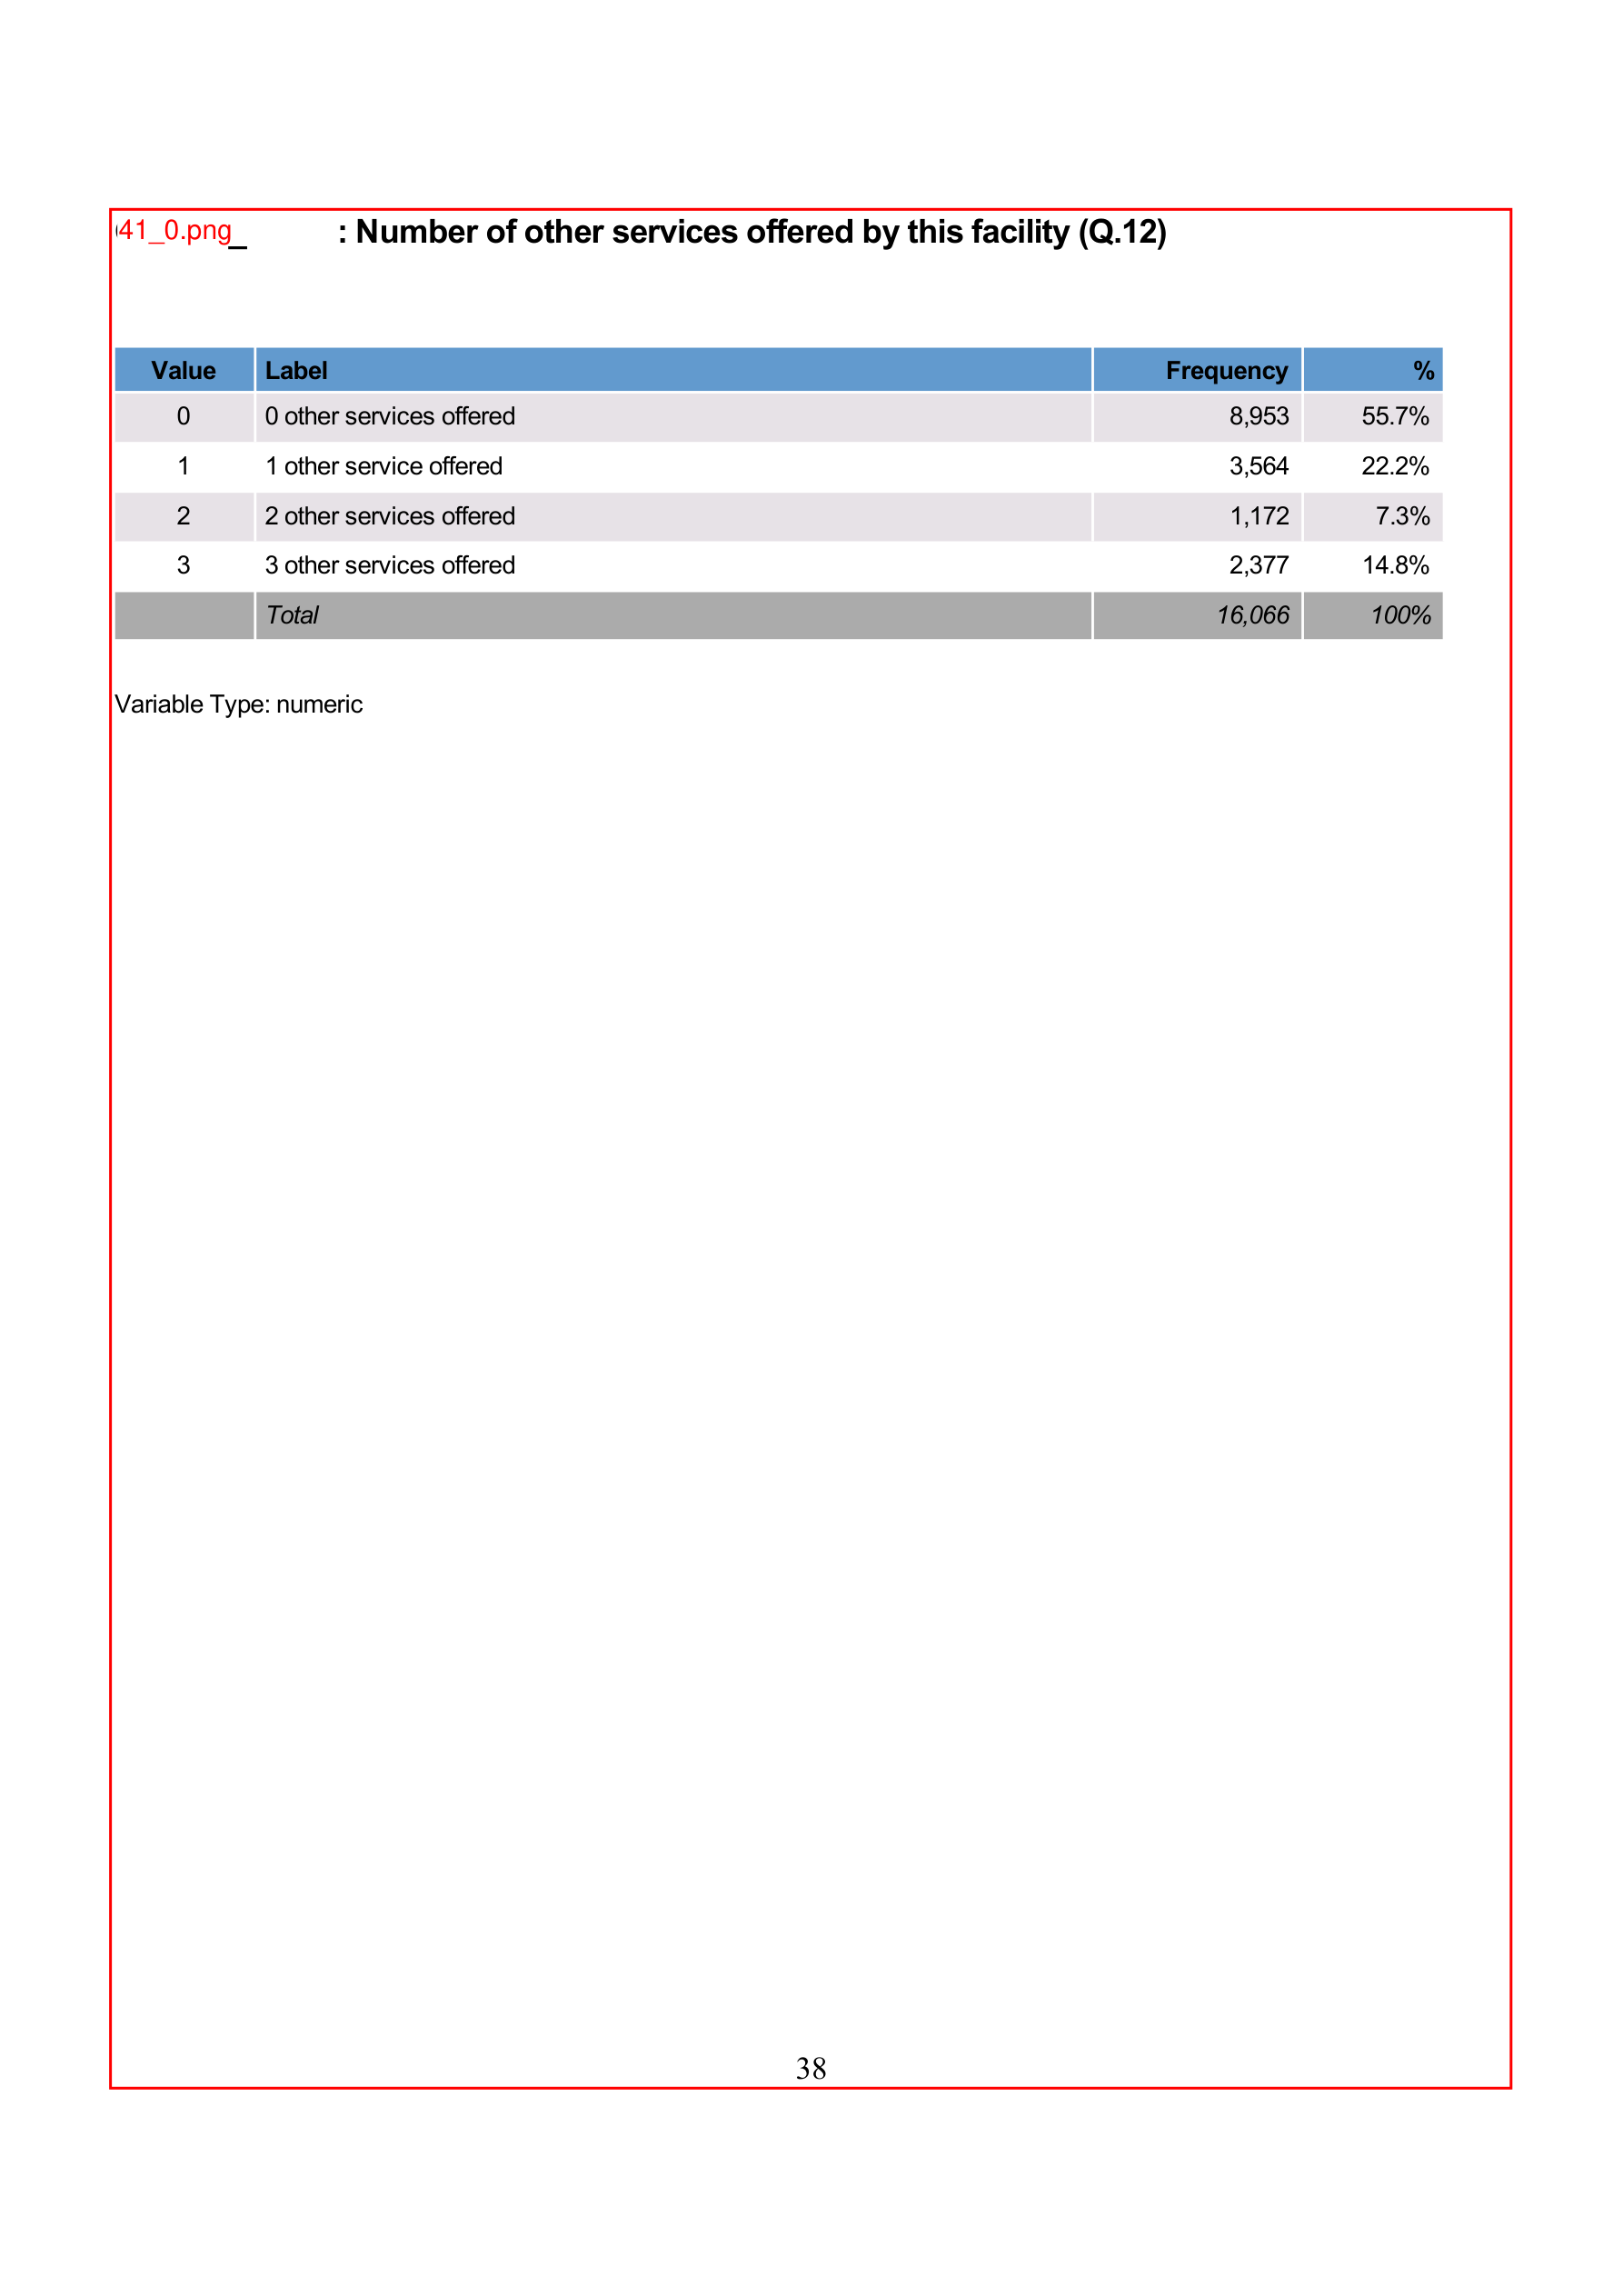 41_0.png_ : Number of other services offered by this facility (Q.12)
Value Label Frequency %
0 0 other services offered 8,953 55.7%
1 1 other service offered 3,564 22.2%
2 2 other services offered 1,172 7.3%
3 3 other services offered 2,377 14.8%
Total 16,066 100%
Variable Type: numeric
38